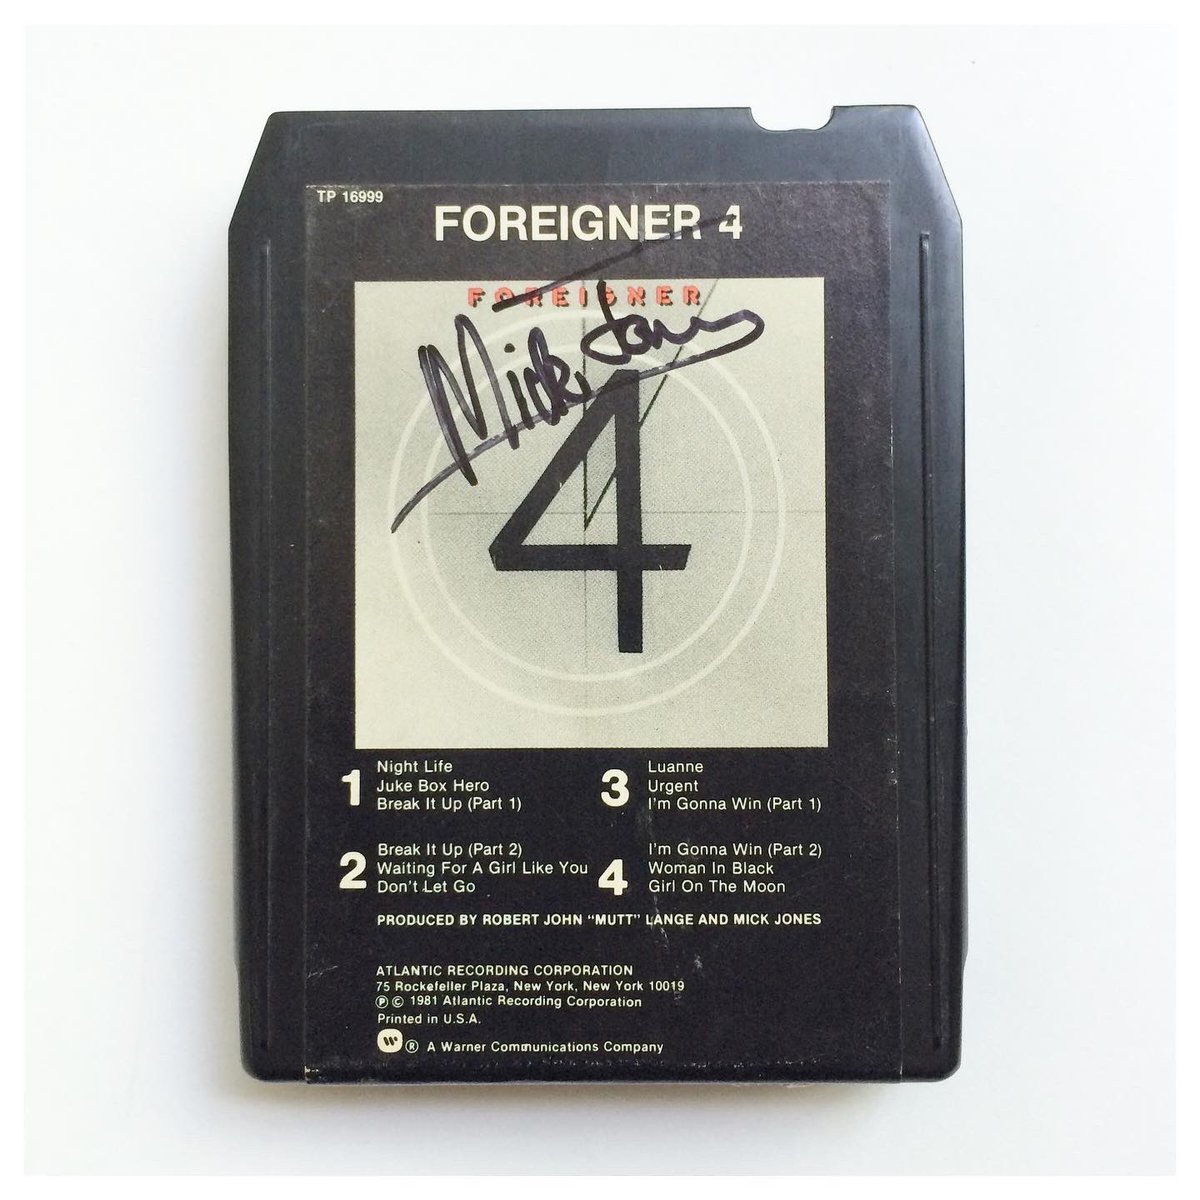 TP 16999
FOREIGNER 4
FOREIGNER
Mick Jones
4
1
Night Life
Juke Box Hero
Break It Up (Part 1)
2
Break It Up (Part 2)
Waiting For A Girl Like You
Don't Let Go
3
Luanne
Urgent
I'm Gonna Win (Part 1)
4
I'm Gonna Win (Part 2)
Woman In Black
Girl On The Moon
PRODUCED BY ROBERT JOHN "MUTT" LANGE AND MICK JONES
ATLANTIC RECORDING CORPORATION
75 Rockefeller Plaza, New York, New York 10019
℗ © 1981 Atlantic Recording Corporation
Printed in U.S.A.
W ® A Warner Communications Company